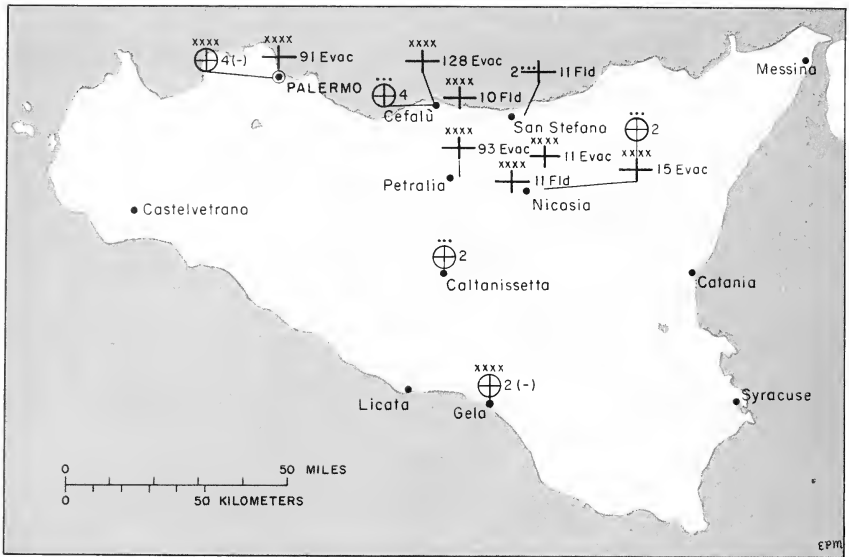 xxxx
4(-)
xxxx
91 Evac
PALERMO
xxxx
128 Evac
4
Cefalù
xxxx
10 Fld
2
11 Fld
San Stefano
Messina
2
xxxx
93 Evac
xxxx
11 Evac
xxxx
15 Evac
Petralia
xxxx
11 Fld
Nicosia
Castelvetrano
2
Caltanissetta
Catania
xxxx
2 (-)
Licata
Gela
Syracuse
0 50 MILES
0 50 KILOMETERS
EPM